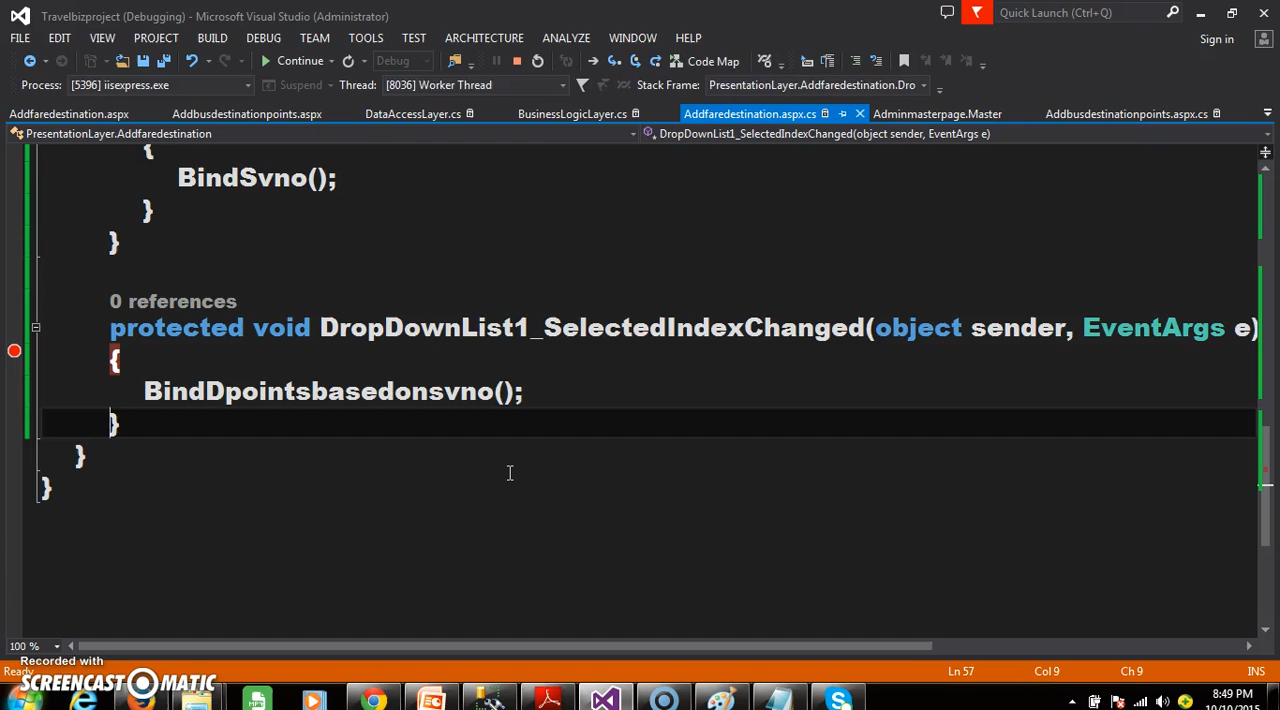 Travelbizproject (Debugging) - Microsoft Visual Studio (Administrator)
Quick Launch (Ctrl+Q)
FILE EDIT VIEW PROJECT BUILD DEBUG TEAM TOOLS TEST ARCHITECTURE ANALYZE WINDOW HELP
Sign in
Continue Debug Code Map
Process: [5396] iisexpress.exe Suspend Thread: [8036] Worker Thread Stack Frame: PresentationLayer.Addfaredestination.Dro
Addfaredestination.aspx Addbusdestinationpoints.aspx DataAccessLayer.cs BusinessLogicLayer.cs Addfaredestination.aspx.cs Adminmasterpage.Master Addbusdestinationpoints.aspx.cs
PresentationLayer.Addfaredestination DropDownList1_SelectedIndexChanged(object sender, EventArgs e)
{
BindSvno();
}
}
0 references
protected void DropDownList1_SelectedIndexChanged(object sender, EventArgs e)
{
BindDpointsbasedonsvno();
}
}
}
100 %
Recorded with
Ready Ln 57 Col 9 Ch 9 INS
SCREENCAST MATIC
8:49 PM
10/10/2015